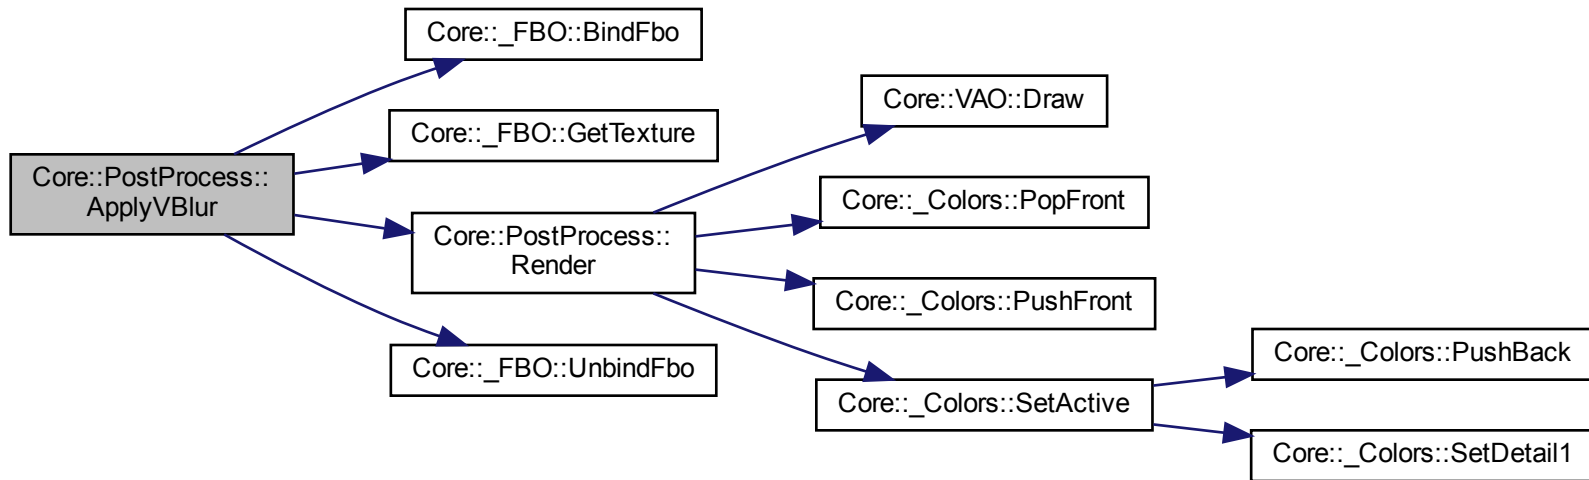 Core::_FBO::BindFbo
Core::VAO::Draw
Core::_FBO::GetTexture
Core::PostProcess::
ApplyVBlur
Core::_Colors::PopFront
Core::PostProcess::
Render
Core::_Colors::PushFront
Core::_FBO::UnbindFbo
Core::_Colors::PushBack
Core::_Colors::SetActive
Core::_Colors::SetDetail1